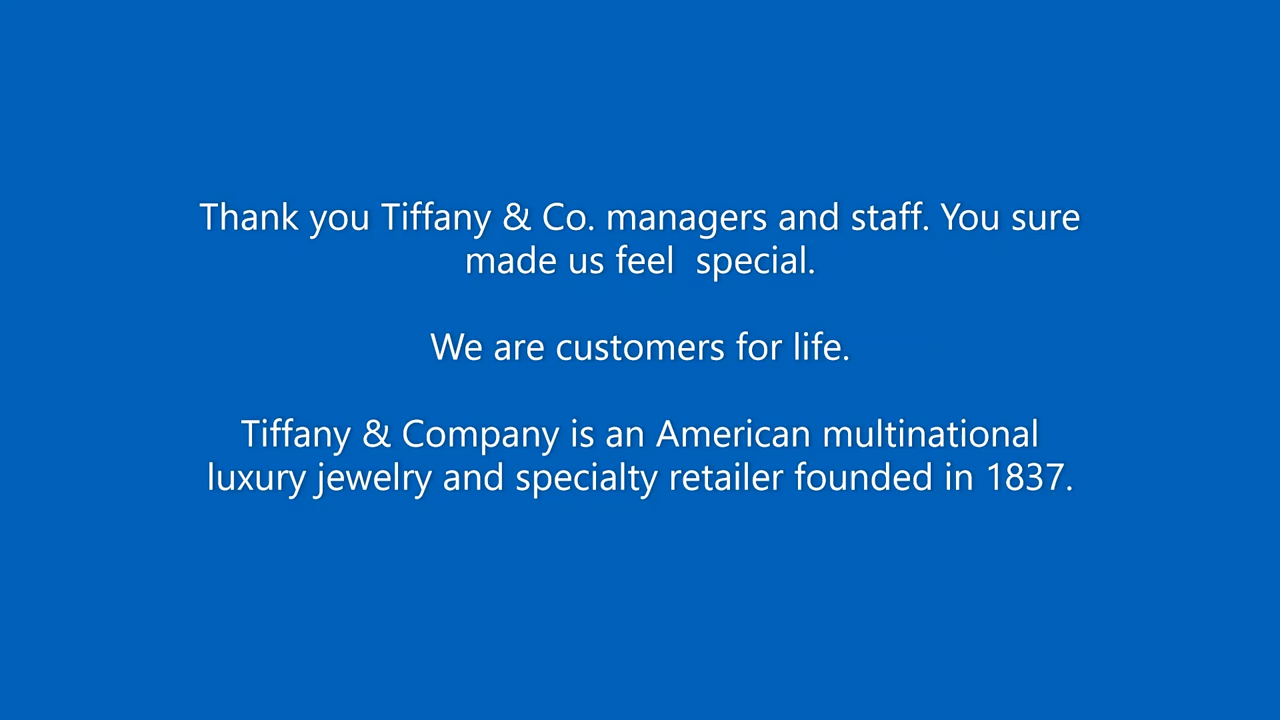 Thank you Tiffany & Co. managers and staff. You sure
made us feel  special.
We are customers for life.
Tiffany & Company is an American multinational
luxury jewelry and specialty retailer founded in 1837.